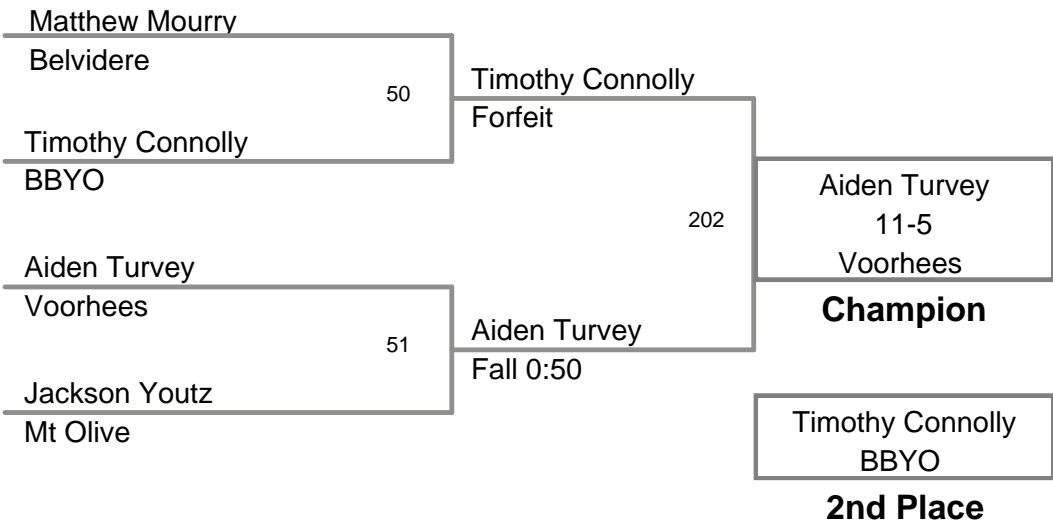 Matthew Mourry
Belvidere
50
Timothy Connolly
BBYO
Timothy Connolly
Forfeit
Aiden Turvey
Voorhees
51
Jackson Youtz
Mt Olive
Aiden Turvey
Fall 0:50
202
Aiden Turvey
11-5
Voorhees
Champion
Timothy Connolly
BBYO
2nd Place